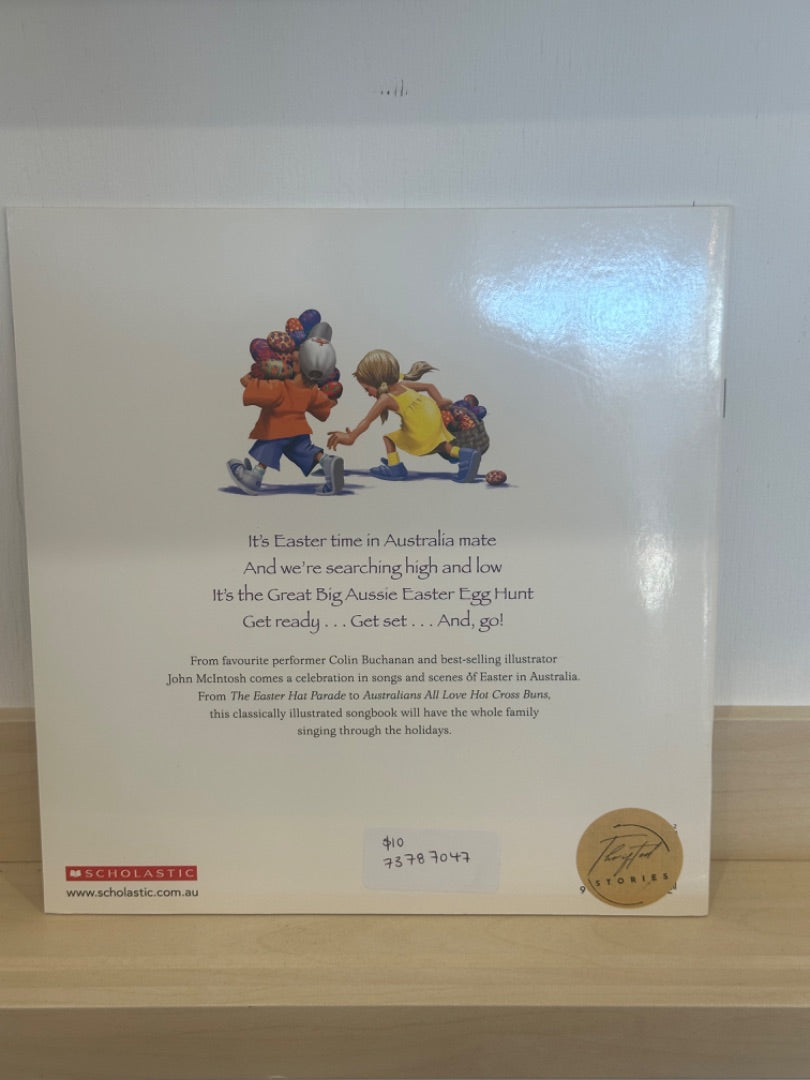 It's Easter time in Australia mate
And we're searching high and low
It's the Great Big Aussie Easter Egg Hunt
Get ready . . . Get set . . . And, go!
From favourite performer Colin Buchanan and best-selling illustrator
John McIntosh comes a celebration in songs and scenes of Easter in Australia.
From The Easter Hat Parade to Australians All Love Hot Cross Buns,
this classically illustrated songbook will have the whole family
singing through the holidays.
$10
73787047
SCHOLASTIC
www.scholastic.com.au
Thrifted
STORIES
9